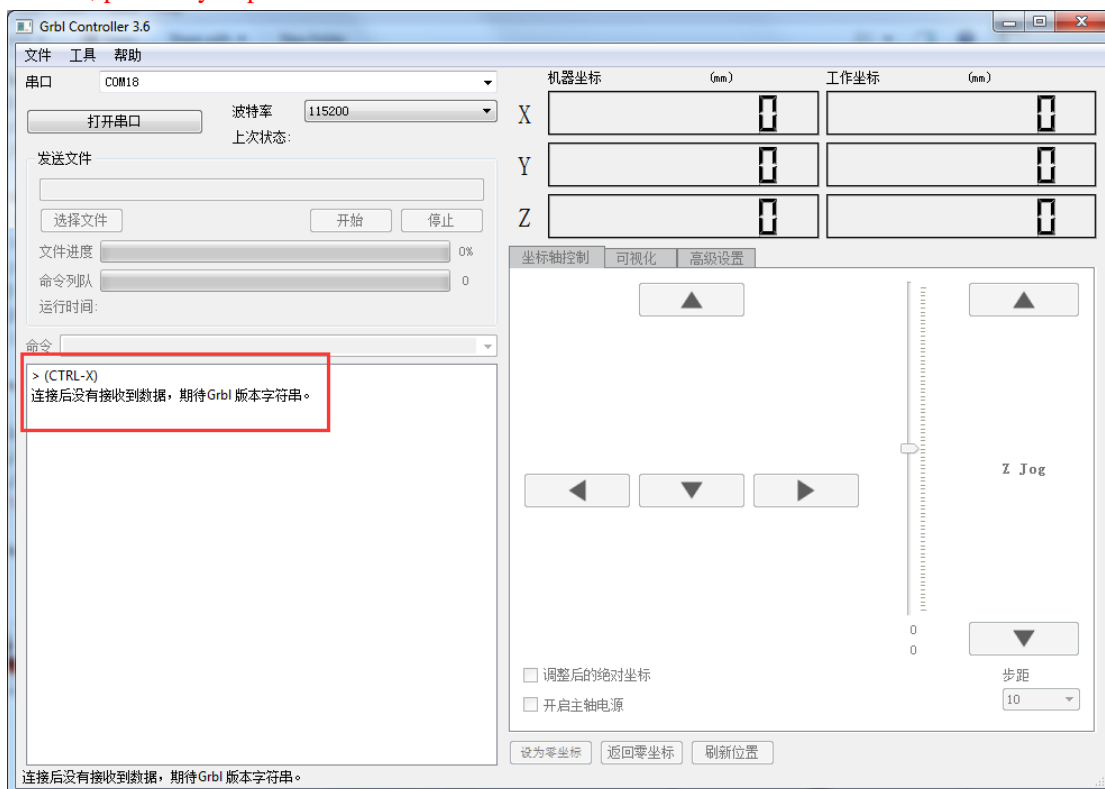 Grbl Controller 3.6
文件 工具 帮助
串口 COM18
打开串口 波特率 115200
上次状态:
发送文件
选择文件 开始 停止
文件进度 0%
命令列队 0
运行时间:
命令
> (CTRL-X)
连接后没有接收到数据，期待Grbl 版本字符串。
机器坐标 (mm) 工作坐标 (mm)
X 0 0
Y 0 0
Z 0 0
坐标轴控制 可视化 高级设置
Z Jog
0
0
调整后的绝对坐标 步距
开启主轴电源 10
设为零坐标 返回零坐标 刷新位置
连接后没有接收到数据，期待Grbl 版本字符串。